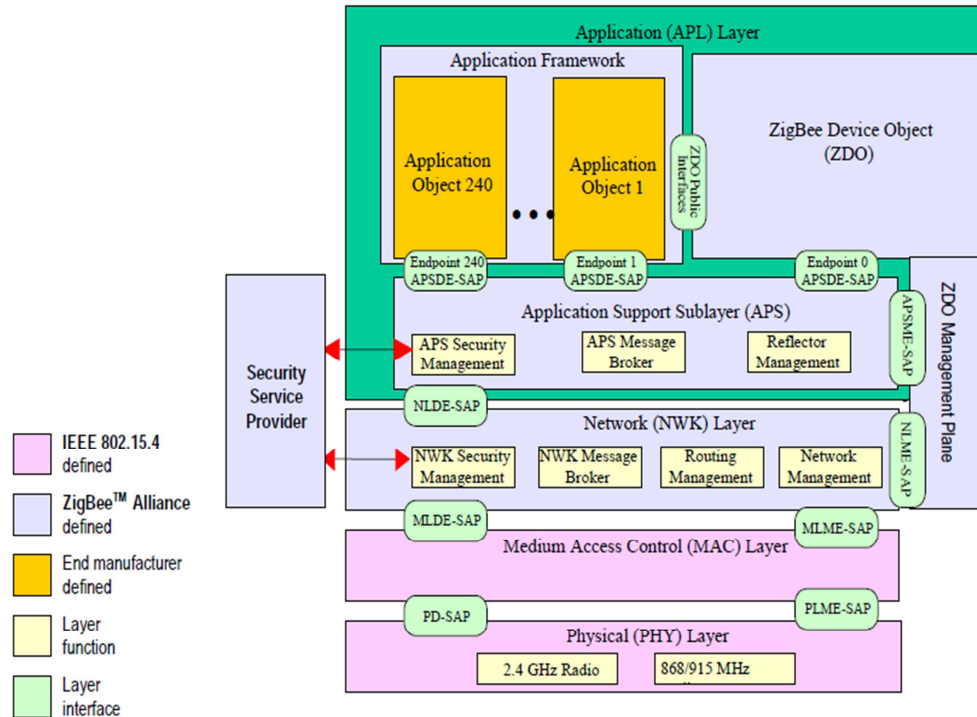 Application (APL) Layer
Application Framework
ZigBee Device Object
(ZDO)
Application
Object 240
Application
Object 1
ZDO Public
Interfaces
Endpoint 240
APSDE-SAP
Endpoint 1
APSDE-SAP
Endpoint 0
APSDE-SAP
Application Support Sublayer (APS)
APS Security
Management
APS Message
Broker
Reflector
Management
APSME-SAP
ZDO Management Plane
Security
Service
Provider
NLDE-SAP
Network (NWK) Layer
NWK Security
Management
NWK Message
Broker
Routing
Management
Network
Management
NLME-SAP
MLDE-SAP
MLME-SAP
Medium Access Control (MAC) Layer
PD-SAP
PLME-SAP
Physical (PHY) Layer
2.4 GHz Radio
868/915 MHz
IEEE 802.15.4
defined
ZigBee™ Alliance
defined
End manufacturer
defined
Layer
function
Layer
interface